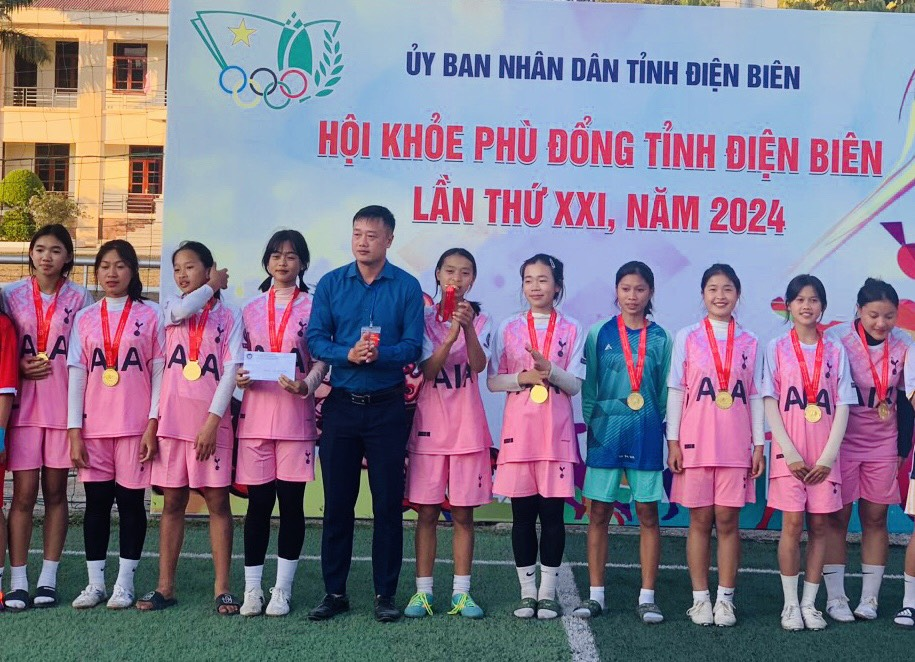 ỦY BAN NHÂN DÂN TỈNH ĐIỆN BIÊN
HỘI KHỎE PHÙ ĐỔNG TỈNH ĐIỆN BIÊN
LẦN THỨ XXI, NĂM 2024
AIA
AIA
AIA
AIA
AIA
AIA
AIA